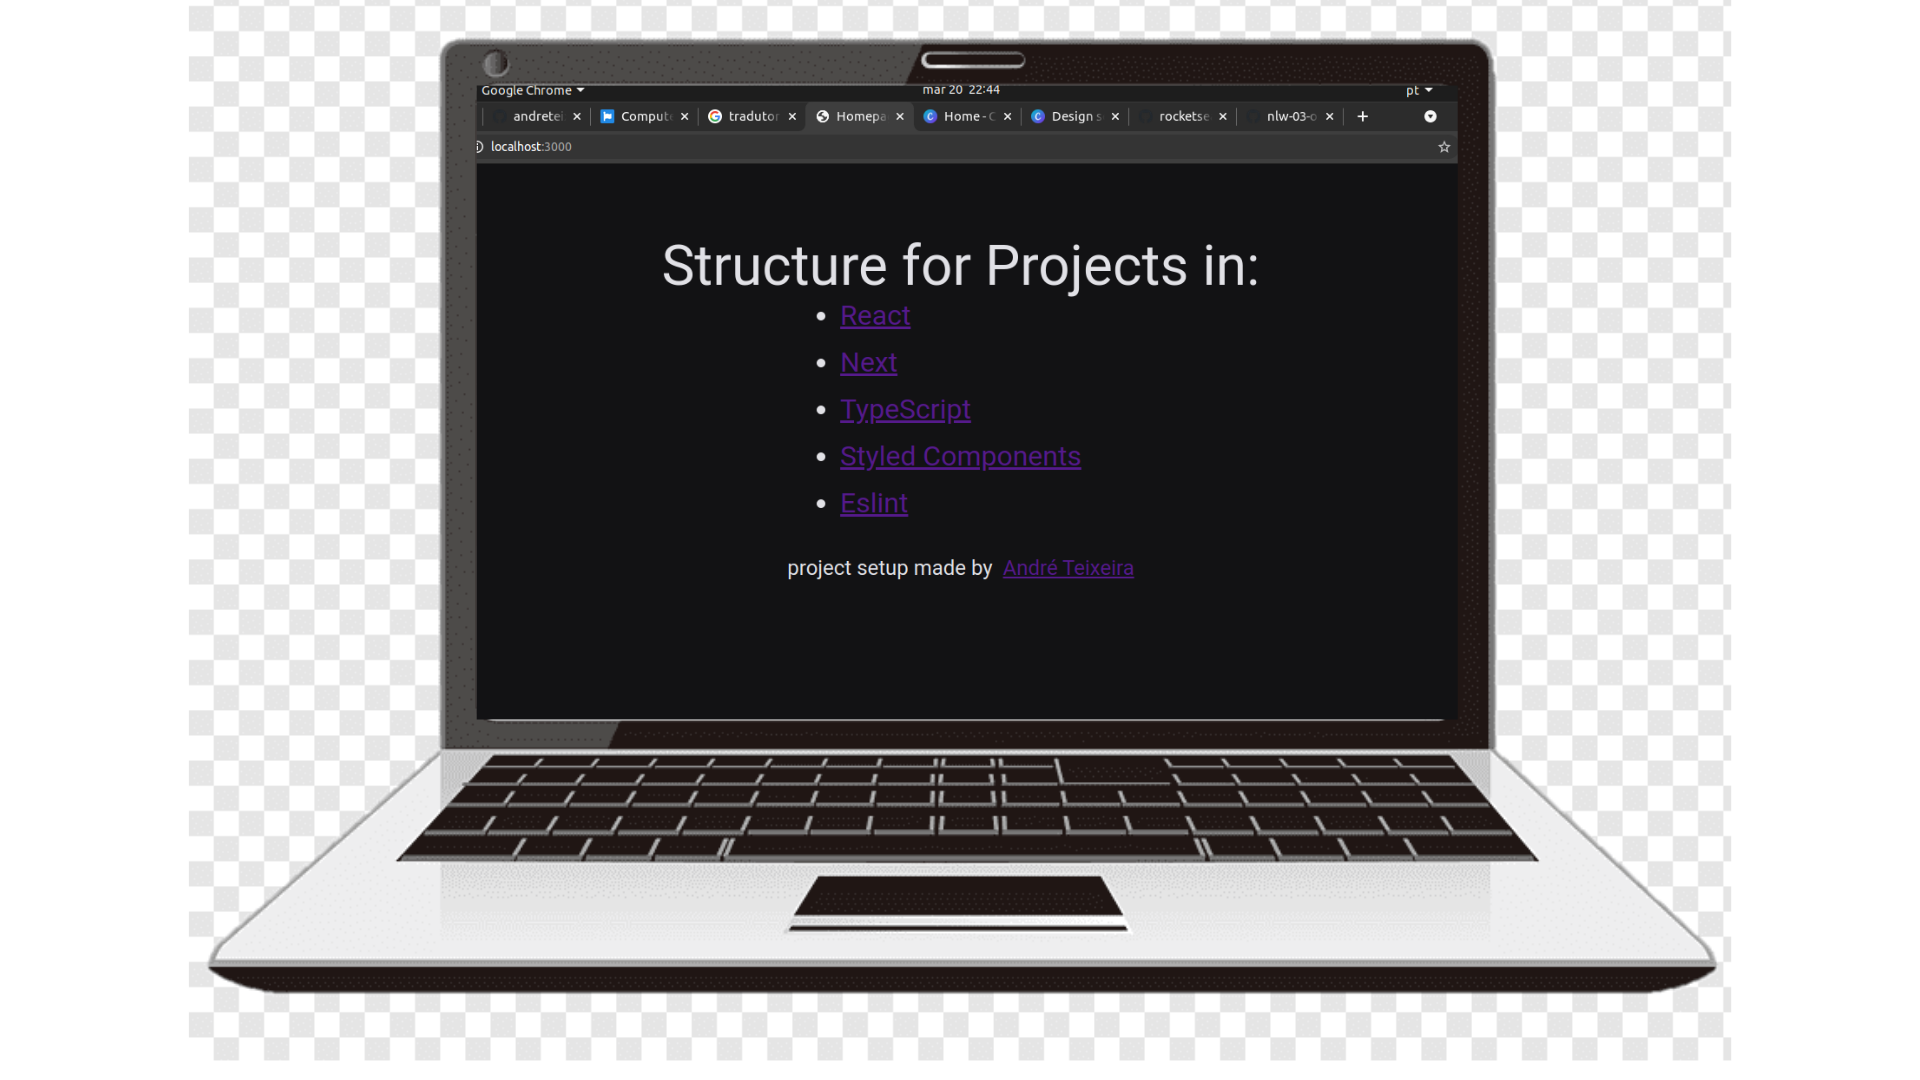 Google Chrome mar 20 22:44 pt
andretei Compute tradutor Homepa Home - C Design s rocketse nlw-03-o
localhost:3000
Structure for Projects in:
React
Next
TypeScript
Styled Components
Eslint
project setup made by André Teixeira